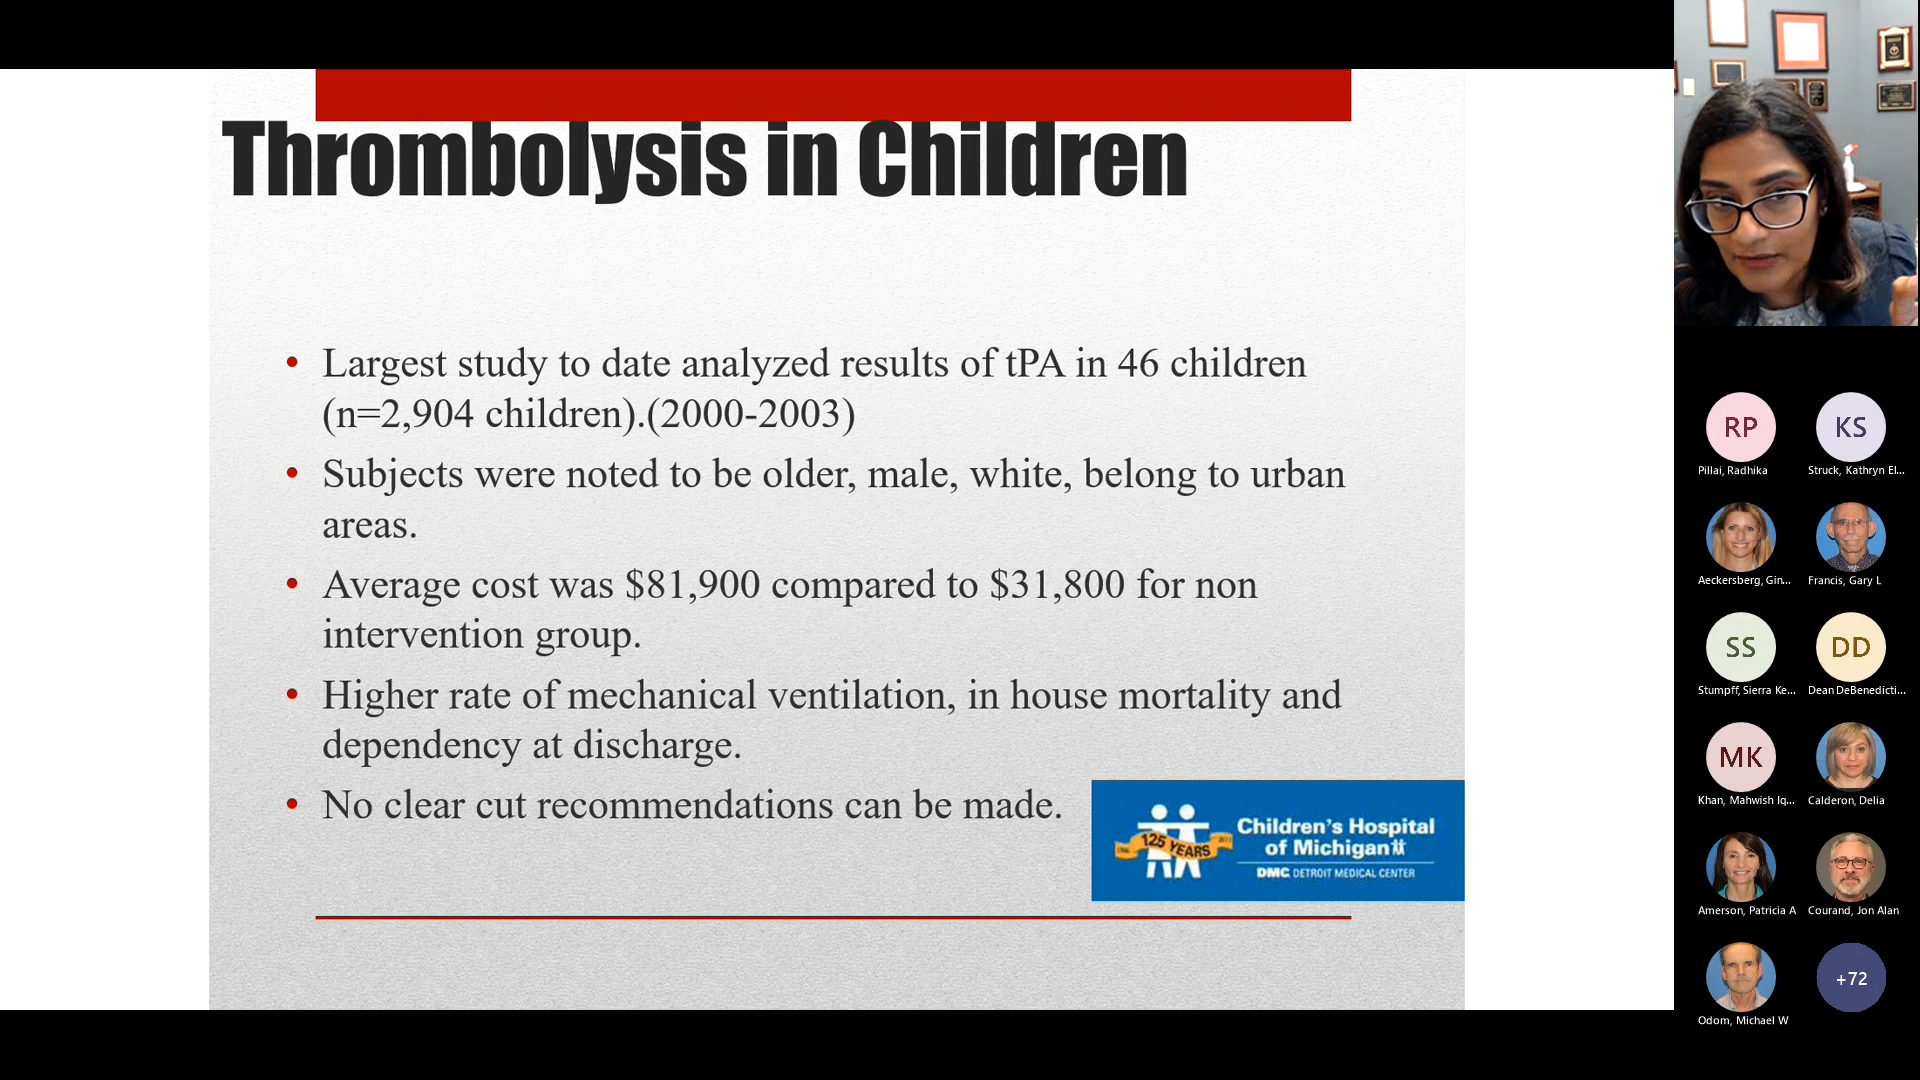 Thrombolysis in Children
• Largest study to date analyzed results of tPA in 46 children
(n=2,904 children).(2000-2003)
• Subjects were noted to be older, male, white, belong to urban
areas.
• Average cost was $81,900 compared to $31,800 for non
intervention group.
• Higher rate of mechanical ventilation, in house mortality and
dependency at discharge.
• No clear cut recommendations can be made.
125 YEARS
Children's Hospital
of Michigan
DMC DETROIT MEDICAL CENTER
RP
Pillai, Radhika
KS
Struck, Kathryn El...
Aeckersberg, Gin...
Francis, Gary L
SS
Stumpff, Sierra Ke...
DD
Dean DeBenedicti...
MK
Khan, Mahwish Iq...
Calderon, Delia
Amerson, Patricia A
Courand, Jon Alan
Odom, Michael W
+72